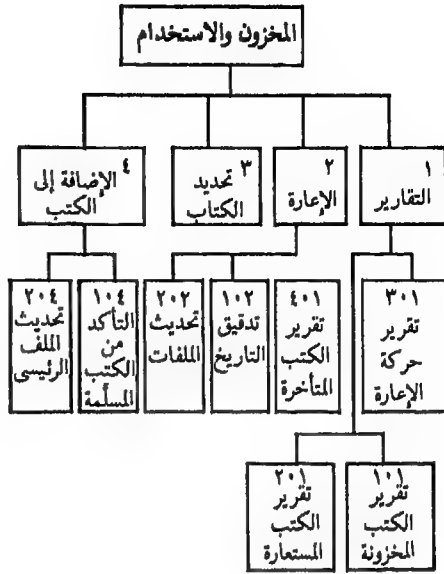 المخزون والاستخدام
١
التقارير
٢
الإعارة
٣
تحديد
الكتاب
٤
الإضافة إلى
الكتب
٣٠١
تقرير
حركة
الإعارة
٤٠١
تقرير
الكتب
المتأخرة
١٠٢
تدقيق
التاريخ
٢٠٢
تحديث
الملفات
١٠٤
التأكد
من
الكتب
المسلّمة
٢٠٤
تحديث
الملف
الرئيسى
١٠١
تقرير
الكتب
المخزونة
٢٠١
تقرير
الكتب
المستعارة